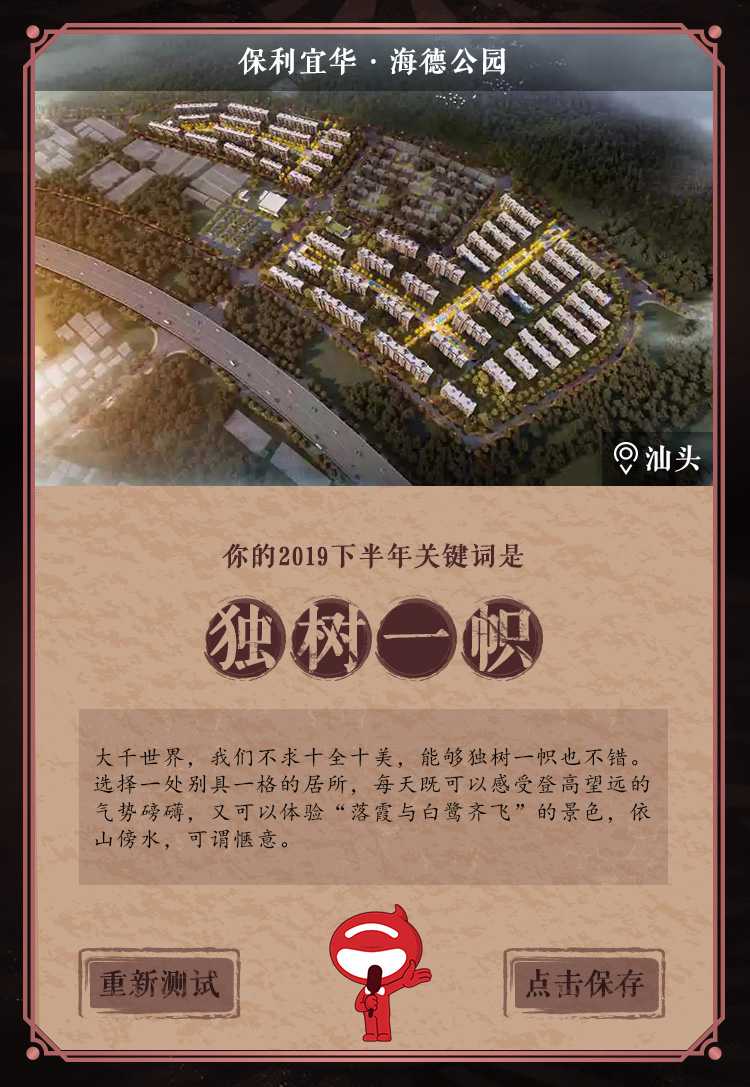 保利宜华·海德公园
汕头
你的2019下半年关键词是
独树一帜
大千世界，我们不求十全十美，能够独树一帜也不错。
选择一处别具一格的居所，每天既可以感受登高望远的
气势磅礴，又可以体验“落霞与白鹭齐飞”的景色，依
山傍水，可谓惬意。
重新测试
点击保存